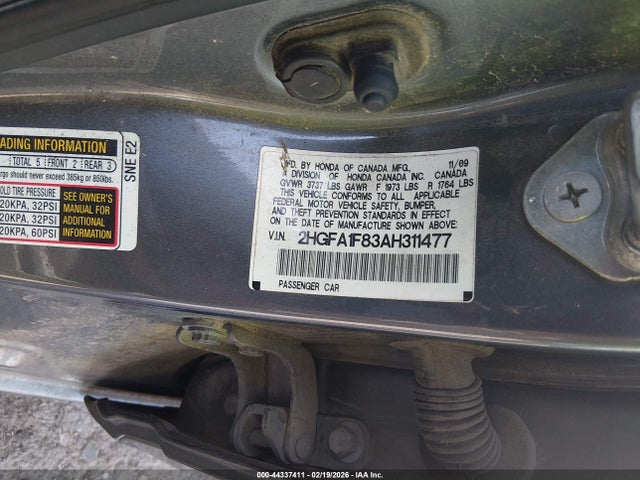 ADING INFORMATION
TOTAL 5 FRONT 2 REAR 3
rgo should never exceed 385kg or 850lbs.
OLD TIRE PRESSURE
20KPA, 32PSI
20KPA, 32PSI
20KPA, 60PSI
SEE OWNER'S
MANUAL FOR
ADDITIONAL
INFORMATION
SNE E2
MFD. BY HONDA OF CANADA MFG. 11/09
A DIVISION OF HONDA CANADA INC. CANADA
GVWR 3737 LBS GAWR F 1973 LBS R 1764 LBS
THIS VEHICLE CONFORMS TO ALL APPLICABLE
FEDERAL MOTOR VEHICLE SAFETY, BUMPER,
AND THEFT PREVENTION STANDARDS IN EFFECT
ON THE DATE OF MANUFACTURE SHOWN ABOVE:
V.I.N. 2HGFA1F83AH311477
PASSENGER CAR
000-44337411 - 02/19/2026 - IAA Inc.